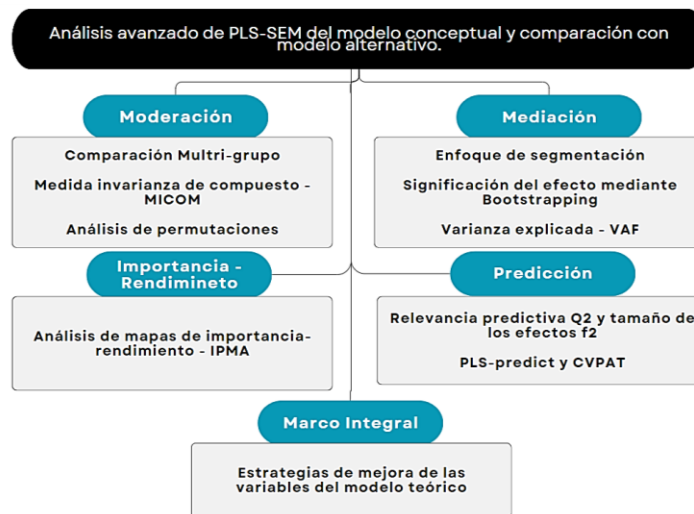 Análisis avanzado de PLS-SEM del modelo conceptual y comparación con
modelo alternativo.
Moderación
Comparación Multri-grupo
Medida invarianza de compuesto -
MICOM
Análisis de permutaciones
Mediación
Enfoque de segmentación
Significación del efecto mediante
Bootstrapping
Varianza explicada - VAF
Importancia -
Rendimineto
Análisis de mapas de importancia-
rendimiento - IPMA
Predicción
Relevancia predictiva Q2 y tamaño de
los efectos f2
PLS-predict y CVPAT
Marco Integral
Estrategias de mejora de las
variables del modelo teórico